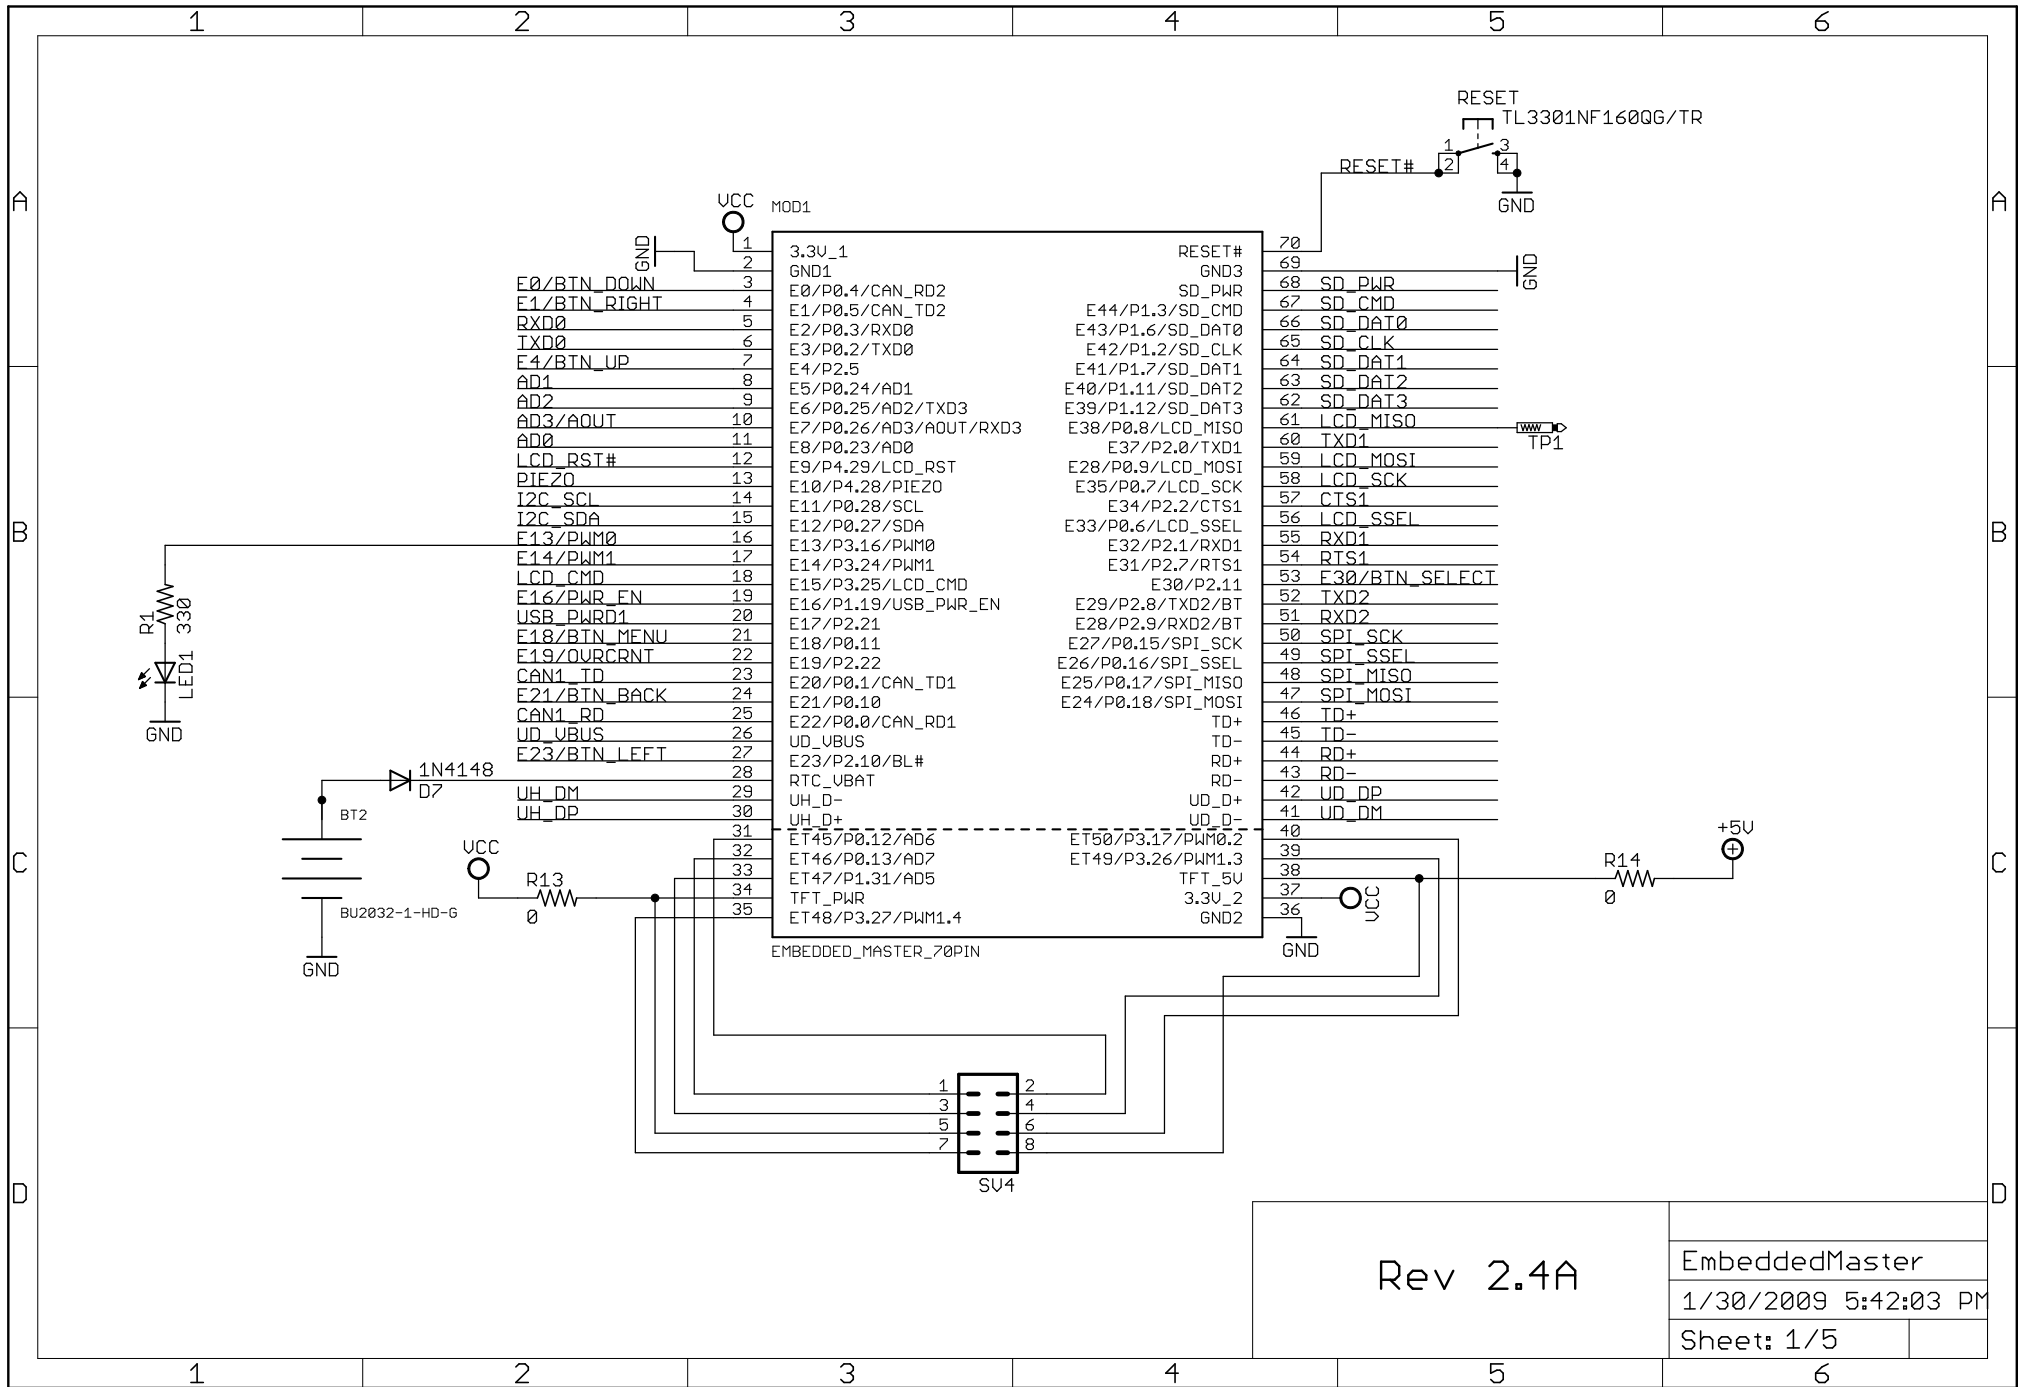 1 2 3 4 5 6
A A
B B
C C
D D
RESET
TL3301NF160QG/TR
1 3
2 4
RESET#
GND
VCC
MOD1
GND
1 3.3V_1
2 GND1
E0/BTN_DOWN 3 E0/P0.4/CAN_RD2
E1/BTN_RIGHT 4 E1/P0.5/CAN_TD2
RXD0 5 E2/P0.3/RXD0
TXD0 6 E3/P0.2/TXD0
E4/BTN_UP 7 E4/P2.5
AD1 8 E5/P0.24/AD1
AD2 9 E6/P0.25/AD2/TXD3
AD3/AOUT 10 E7/P0.26/AD3/AOUT/RXD3
AD0 11 E8/P0.23/AD0
LCD_RST# 12 E9/P4.29/LCD_RST
PIEZO 13 E10/P4.28/PIEZO
I2C_SCL 14 E11/P0.28/SCL
I2C_SDA 15 E12/P0.27/SDA
E13/PWM0 16 E13/P3.16/PWM0
E14/PWM1 17 E14/P3.24/PWM1
LCD_CMD 18 E15/P3.25/LCD_CMD
E16/PWR_EN 19 E16/P1.19/USB_PWR_EN
USB_PWRD1 20 E17/P2.21
E18/BTN_MENU 21 E18/P0.11
E19/OVRCRNT 22 E19/P2.22
CAN1_TD 23 E20/P0.1/CAN_TD1
E21/BTN_BACK 24 E21/P0.10
CAN1_RD 25 E22/P0.0/CAN_RD1
UD_VBUS 26 UD_VBUS
E23/BTN_LEFT 27 E23/P2.10/BL#
28 RTC_VBAT
UH_DM 29 UH_D-
UH_DP 30 UH_D+
31 ET45/P0.12/AD6
32 ET46/P0.13/AD7
33 ET47/P1.31/AD5
34 TFT_PWR
35 ET48/P3.27/PWM1.4
RESET# 70
GND3 69
GND
SD_PWR 68 SD_PWR
E44/P1.3/SD_CMD 67 SD_CMD
E43/P1.6/SD_DAT0 66 SD_DAT0
E42/P1.2/SD_CLK 65 SD_CLK
E41/P1.7/SD_DAT1 64 SD_DAT1
E40/P1.11/SD_DAT2 63 SD_DAT2
E39/P1.12/SD_DAT3 62 SD_DAT3
E38/P0.8/LCD_MISO 61 LCD_MISO
TP1
E37/P2.0/TXD1 60 TXD1
E28/P0.9/LCD_MOSI 59 LCD_MOSI
E35/P0.7/LCD_SCK 58 LCD_SCK
E34/P2.2/CTS1 57 CTS1
E33/P0.6/LCD_SSEL 56 LCD_SSEL
E32/P2.1/RXD1 55 RXD1
E31/P2.7/RTS1 54 RTS1
E30/P2.11 53 E30/BTN_SELECT
E29/P2.8/TXD2/BT 52 TXD2
E28/P2.9/RXD2/BT 51 RXD2
E27/P0.15/SPI_SCK 50 SPI_SCK
E26/P0.16/SPI_SSEL 49 SPI_SSEL
E25/P0.17/SPI_MISO 48 SPI_MISO
E24/P0.18/SPI_MOSI 47 SPI_MOSI
TD+ 46 TD+
TD- 45 TD-
RD+ 44 RD+
RD- 43 RD-
UD_D+ 42 UD_DP
UD_D- 41 UD_DM
ET50/P3.17/PWM0.2 40
ET49/P3.26/PWM1.3 39
TFT_5V 38
3.3V_2 37
GND2 36
EMBEDDED_MASTER_70PIN
R1
330
LED1
GND
1N4148
D7
BT2
BU2032-1-HD-G
GND
VCC
R13
0
VCC
GND
R14
0
+5V
1 2
3 4
5 6
7 8
SV4
Rev 2.4A
EmbeddedMaster
1/30/2009 5:42:03 PM
Sheet: 1/5
1 2 3 4 5 6